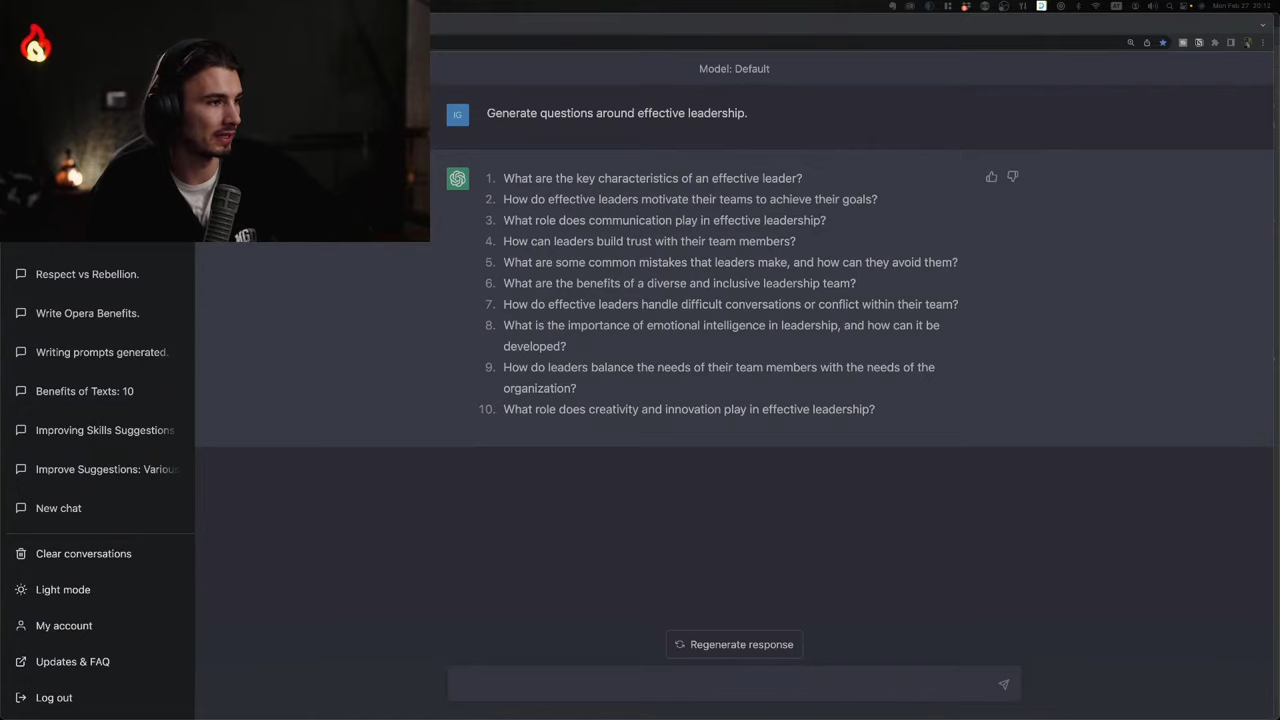 Mon Feb 27 20:12
Model: Default
IG
Generate questions around effective leadership.
1. What are the key characteristics of an effective leader?
2. How do effective leaders motivate their teams to achieve their goals?
3. What role does communication play in effective leadership?
4. How can leaders build trust with their team members?
5. What are some common mistakes that leaders make, and how can they avoid them?
6. What are the benefits of a diverse and inclusive leadership team?
7. How do effective leaders handle difficult conversations or conflict within their team?
8. What is the importance of emotional intelligence in leadership, and how can it be
developed?
9. How do leaders balance the needs of their team members with the needs of the
organization?
10. What role does creativity and innovation play in effective leadership?
Respect vs Rebellion.
Write Opera Benefits.
Writing prompts generated.
Benefits of Texts: 10
Improving Skills Suggestions
Improve Suggestions: Various
New chat
Clear conversations
Light mode
My account
Updates & FAQ
Log out
Regenerate response